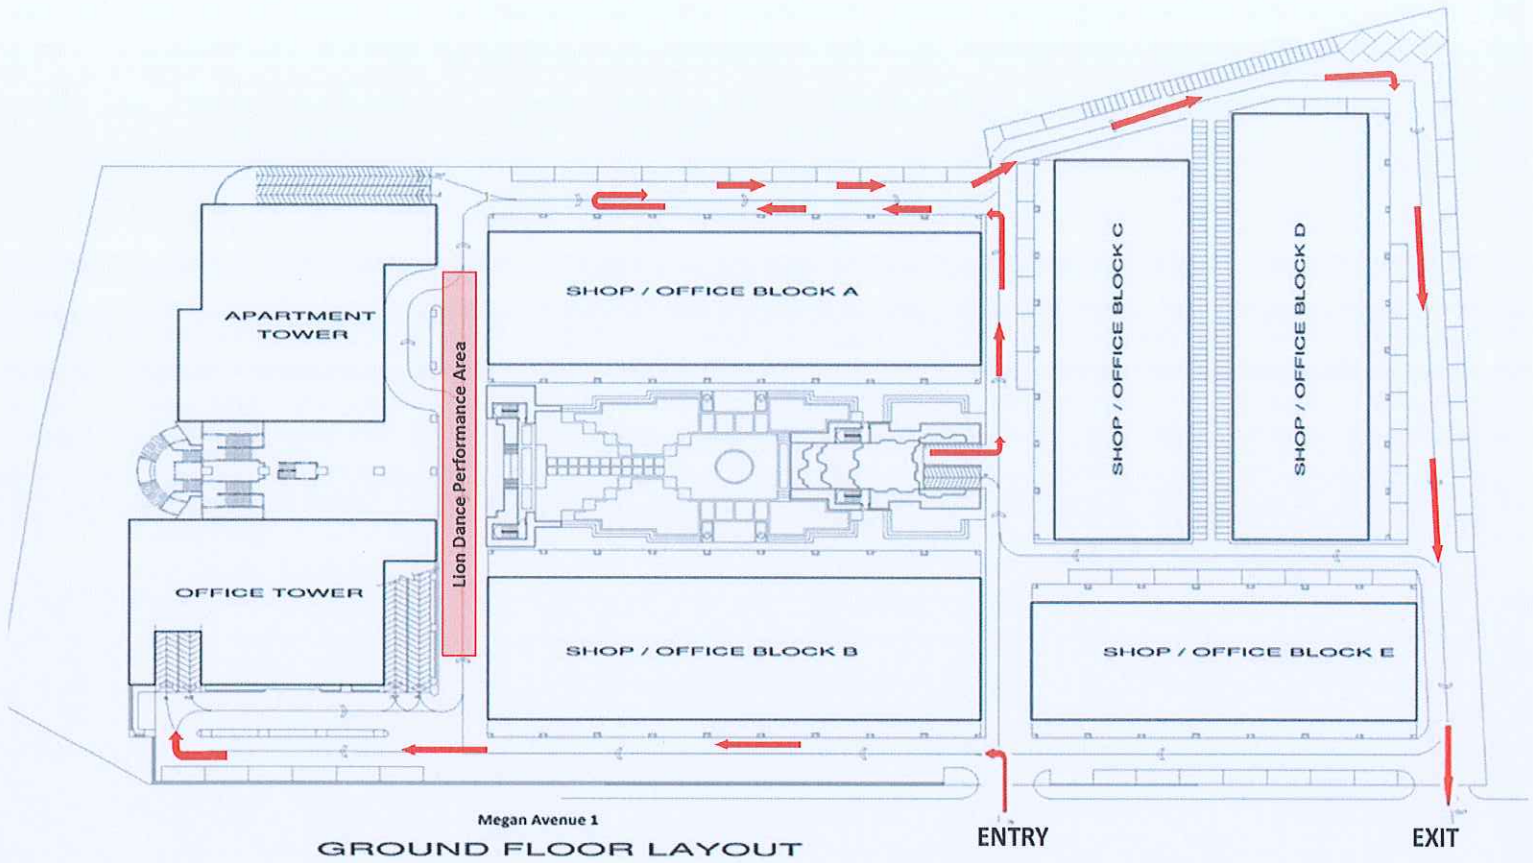 APARTMENT
TOWER
OFFICE TOWER
Lion Dance Performance Area
SHOP / OFFICE BLOCK A
SHOP / OFFICE BLOCK B
SHOP / OFFICE BLOCK C
SHOP / OFFICE BLOCK D
SHOP / OFFICE BLOCK E
ENTRY
EXIT
Megan Avenue 1
GROUND FLOOR LAYOUT